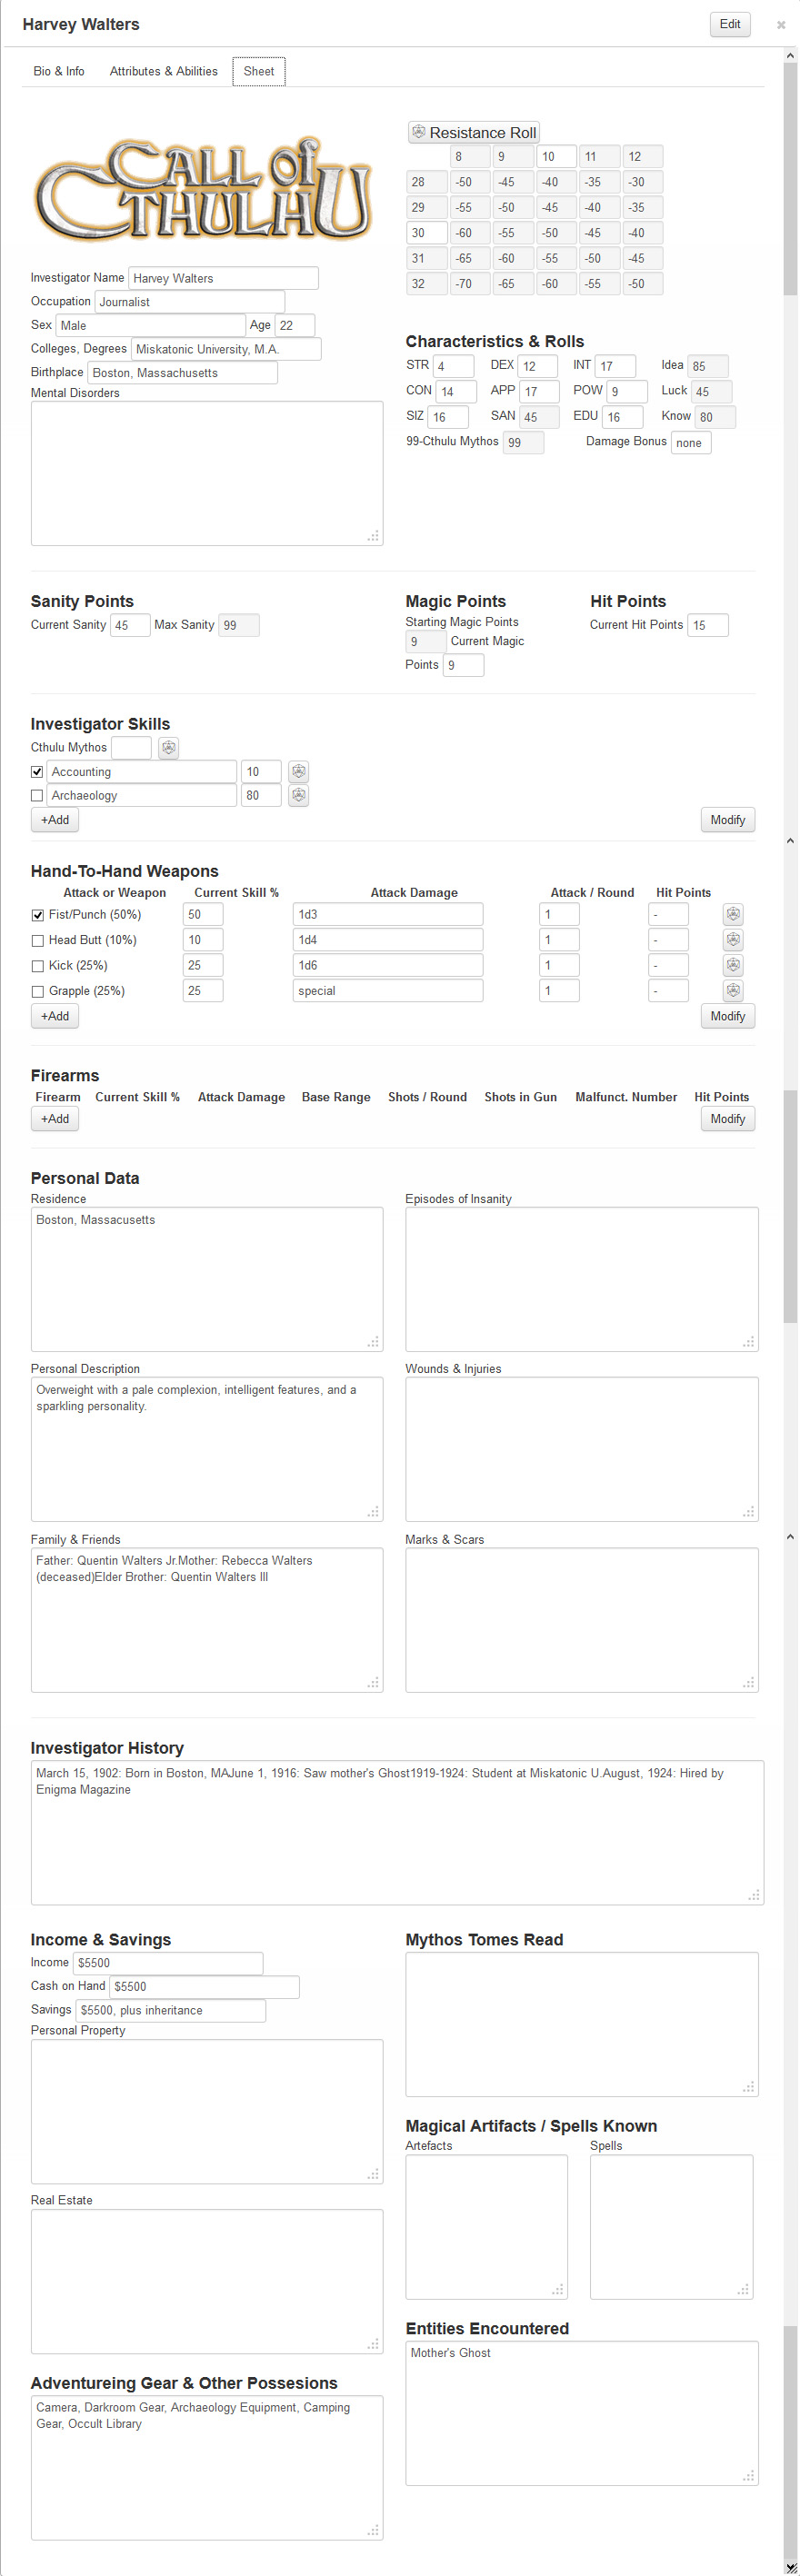 Harvey Walters
Edit
×
Bio & Info Attributes & Abilities Sheet
CALL of CTHULHU
Investigator Name Harvey Walters
Occupation Journalist
Sex Male Age 22
Colleges, Degrees Miskatonic University, M.A.
Birthplace Boston, Massachusetts
Mental Disorders
Resistance Roll
8 9 10 11 12
28 -50 -45 -40 -35 -30
29 -55 -50 -45 -40 -35
30 -60 -55 -50 -45 -40
31 -65 -60 -55 -50 -45
32 -70 -65 -60 -55 -50
Characteristics & Rolls
STR 4 DEX 12 INT 17 Idea 85
CON 14 APP 17 POW 9 Luck 45
SIZ 16 SAN 45 EDU 16 Know 80
99-Cthulu Mythos 99 Damage Bonus none
Sanity Points
Current Sanity 45 Max Sanity 99
Magic Points
Starting Magic Points
9 Current Magic
Points 9
Hit Points
Current Hit Points 15
Investigator Skills
Cthulu Mythos
Accounting 10
Archaeology 80
+Add Modify
Hand-To-Hand Weapons
Attack or Weapon Current Skill % Attack Damage Attack / Round Hit Points
Fist/Punch (50%) 50 1d3 1 -
Head Butt (10%) 10 1d4 1 -
Kick (25%) 25 1d6 1 -
Grapple (25%) 25 special 1 -
+Add Modify
Firearms
Firearm Current Skill % Attack Damage Base Range Shots / Round Shots in Gun Malfunct. Number Hit Points
+Add Modify
Personal Data
Residence
Boston, Massacusetts
Episodes of Insanity
Personal Description
Overweight with a pale complexion, intelligent features, and a
sparkling personality.
Wounds & Injuries
Family & Friends
Father: Quentin Walters Jr.Mother: Rebecca Walters
(deceased)Elder Brother: Quentin Walters III
Marks & Scars
Investigator History
March 15, 1902: Born in Boston, MAJune 1, 1916: Saw mother's Ghost1919-1924: Student at Miskatonic U.August, 1924: Hired by
Enigma Magazine
Income & Savings
Income $5500
Cash on Hand $5500
Savings $5500, plus inheritance
Personal Property
Real Estate
Adventureing Gear & Other Possesions
Camera, Darkroom Gear, Archaeology Equipment, Camping
Gear, Occult Library
Mythos Tomes Read
Magical Artifacts / Spells Known
Artefacts Spells
Entities Encountered
Mother's Ghost